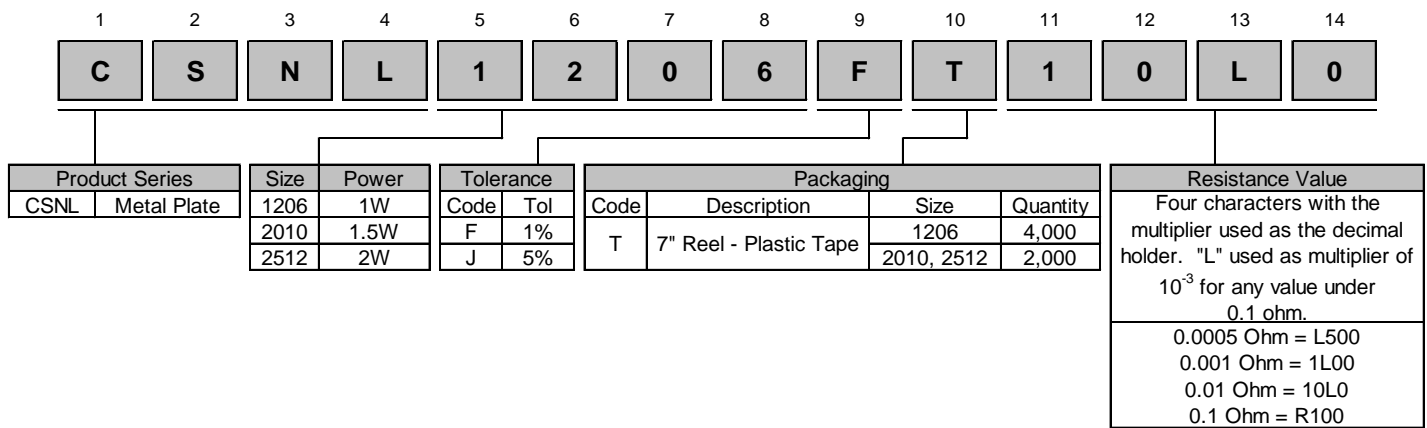 1 2 3 4 5 6 7 8 9 10 11 12 13 14
C S N L 1 2 0 6 F T 1 0 L 0
Product Series
CSNL Metal Plate
Size Power
1206 1W
2010 1.5W
2512 2W
Tolerance
Code Tol
F 1%
J 5%
Packaging
Code Description Size Quantity
T 7" Reel - Plastic Tape 1206 4,000
2010, 2512 2,000
Resistance Value
Four characters with the
multiplier used as the decimal
holder. "L" used as multiplier of
10⁻³ for any value under
0.1 ohm.
0.0005 Ohm = L500
0.001 Ohm = 1L00
0.01 Ohm = 10L0
0.1 Ohm = R100